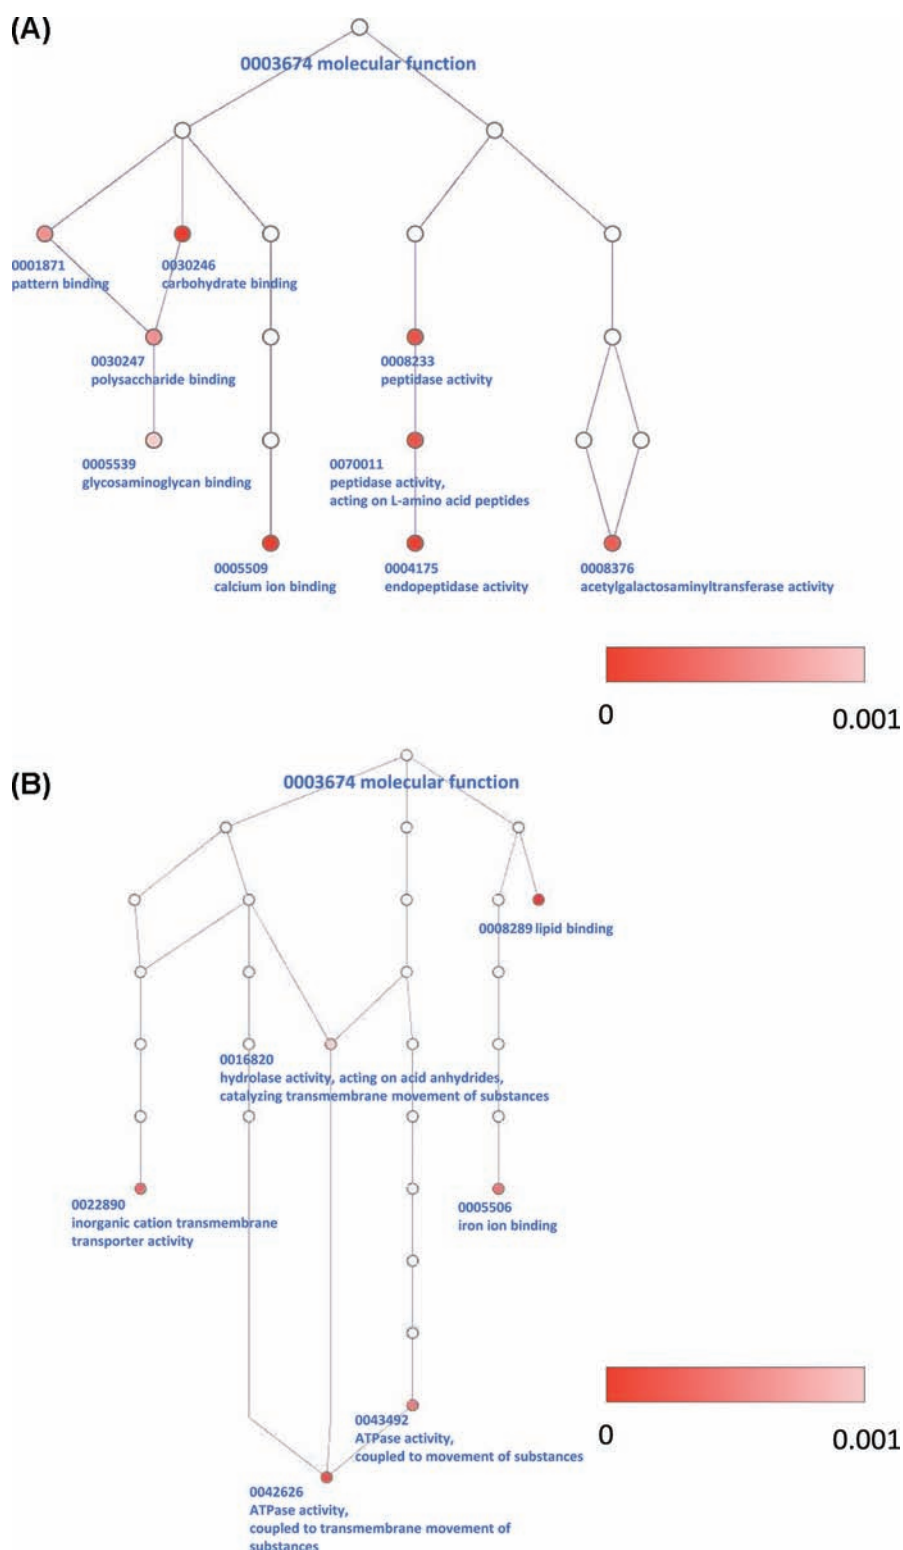 (A)
0003674 molecular function
0001871
pattern binding
0030246
carbohydrate binding
0030247
polysaccharide binding
0008233
peptidase activity
0005539
glycosaminoglycan binding
0070011
peptidase activity,
acting on L-amino acid peptides
0005509
calcium ion binding
0004175
endopeptidase activity
0008376
acetylgalactosaminyltransferase activity
0
0.001
(B)
0003674 molecular function
0008289 lipid binding
0016820
hydrolase activity, acting on acid anhydrides,
catalyzing transmembrane movement of substances
0022890
inorganic cation transmembrane
transporter activity
0005506
iron ion binding
0043492
ATPase activity,
coupled to movement of substances
0
0.001
0042626
ATPase activity,
coupled to transmembrane movement of
substances